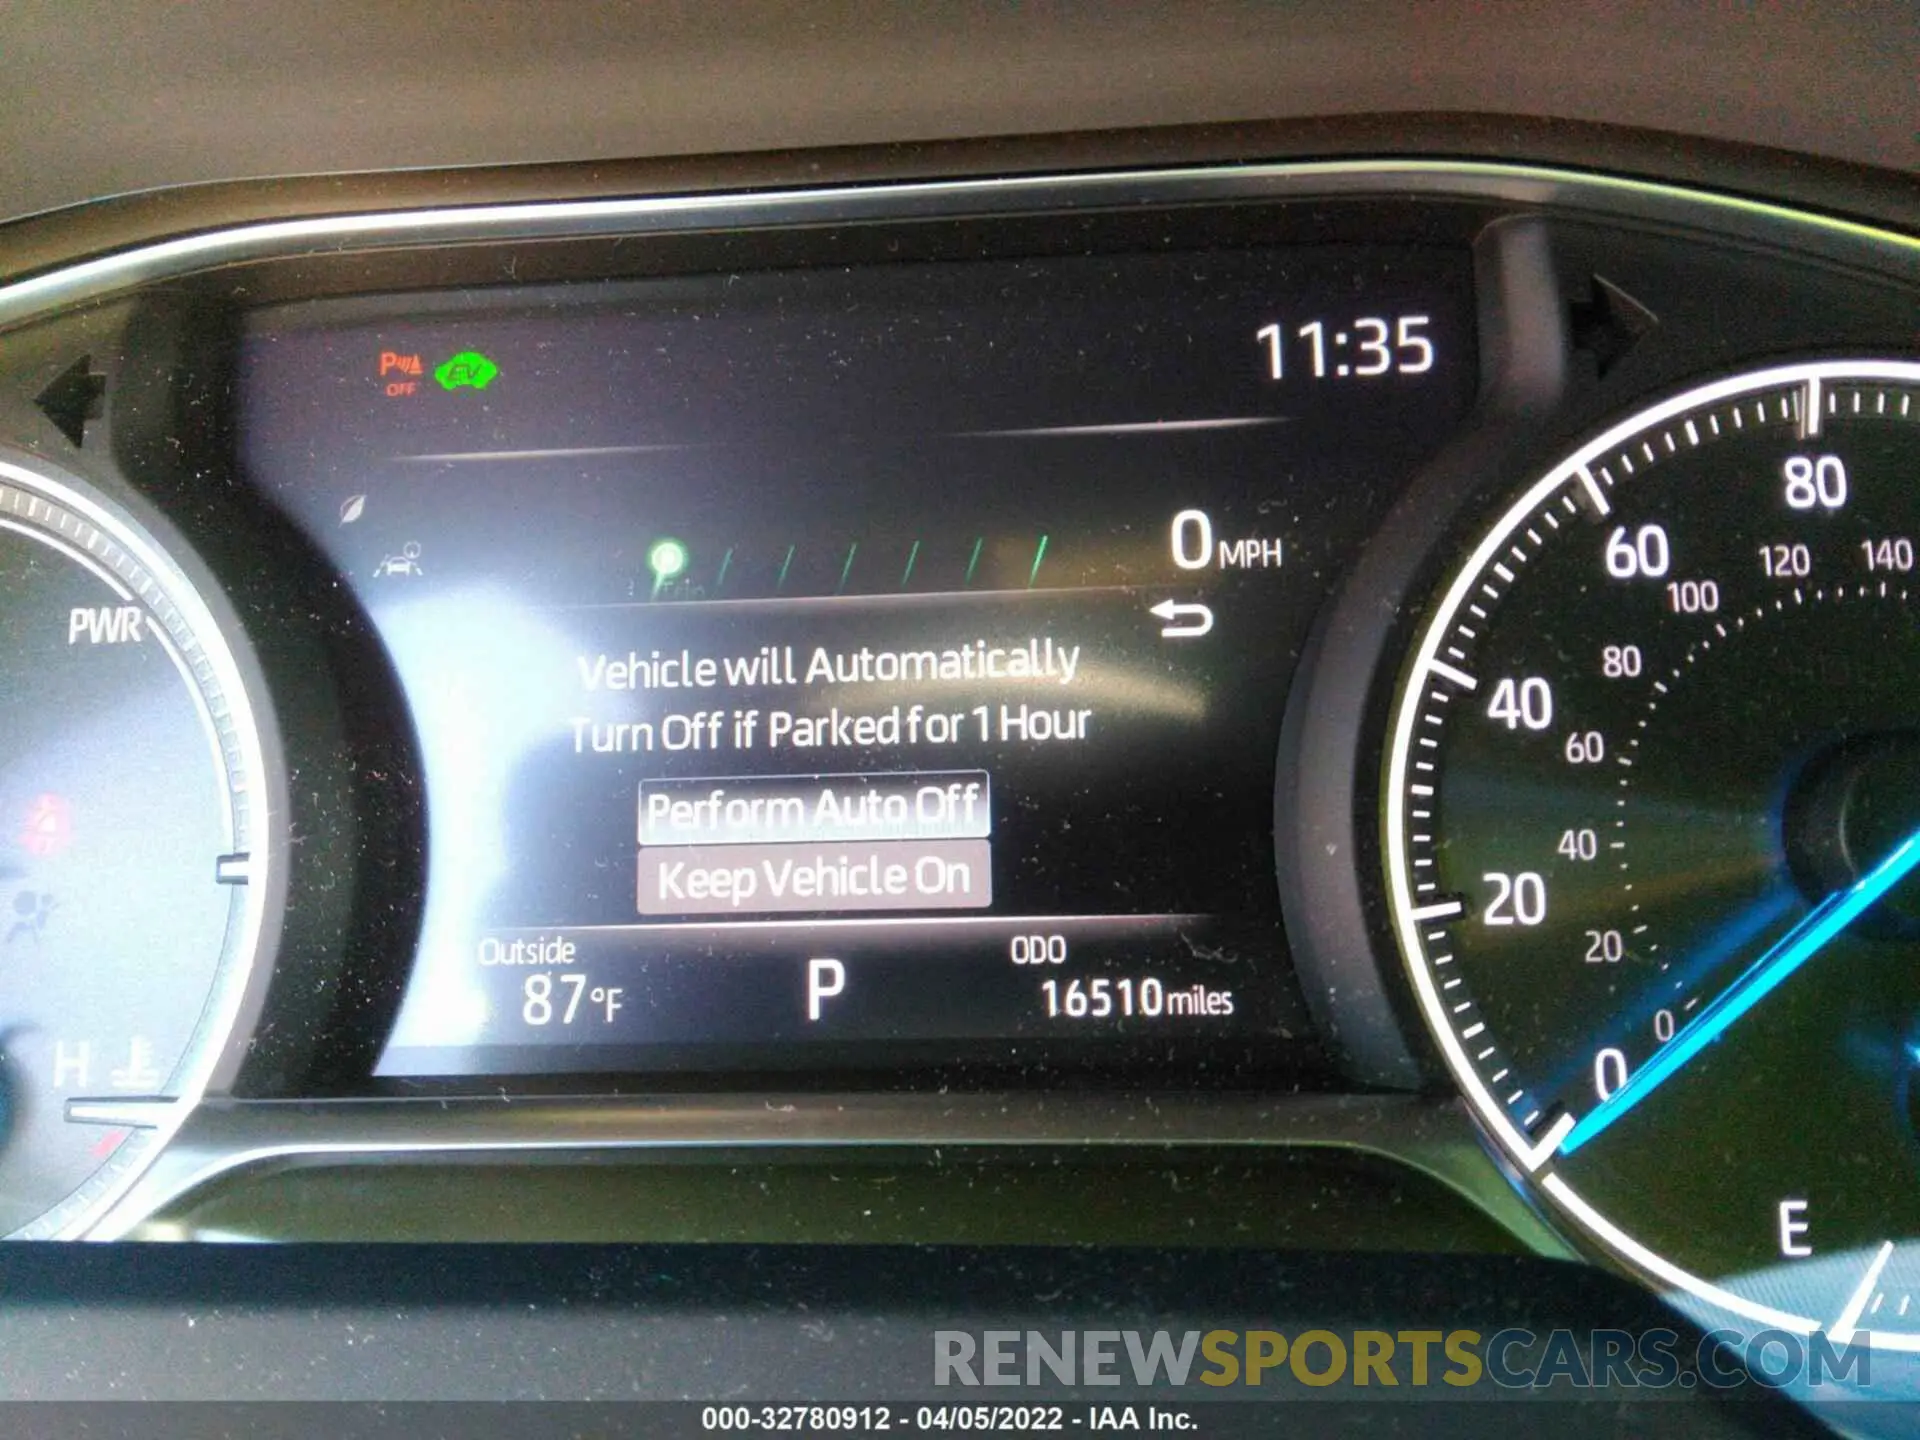 P OFF
EV
11:35
0 MPH
PWR
Vehicle will Automatically
Turn Off if Parked for 1 Hour
Perform Auto Off
Keep Vehicle On
Outside
87°F
P
ODO
16510 miles
H
80
60
40
20
0
140
120
100
80
60
40
20
0
E
RENEWSPORTSCARS.COM
000-32780912 - 04/05/2022 - IAA Inc.